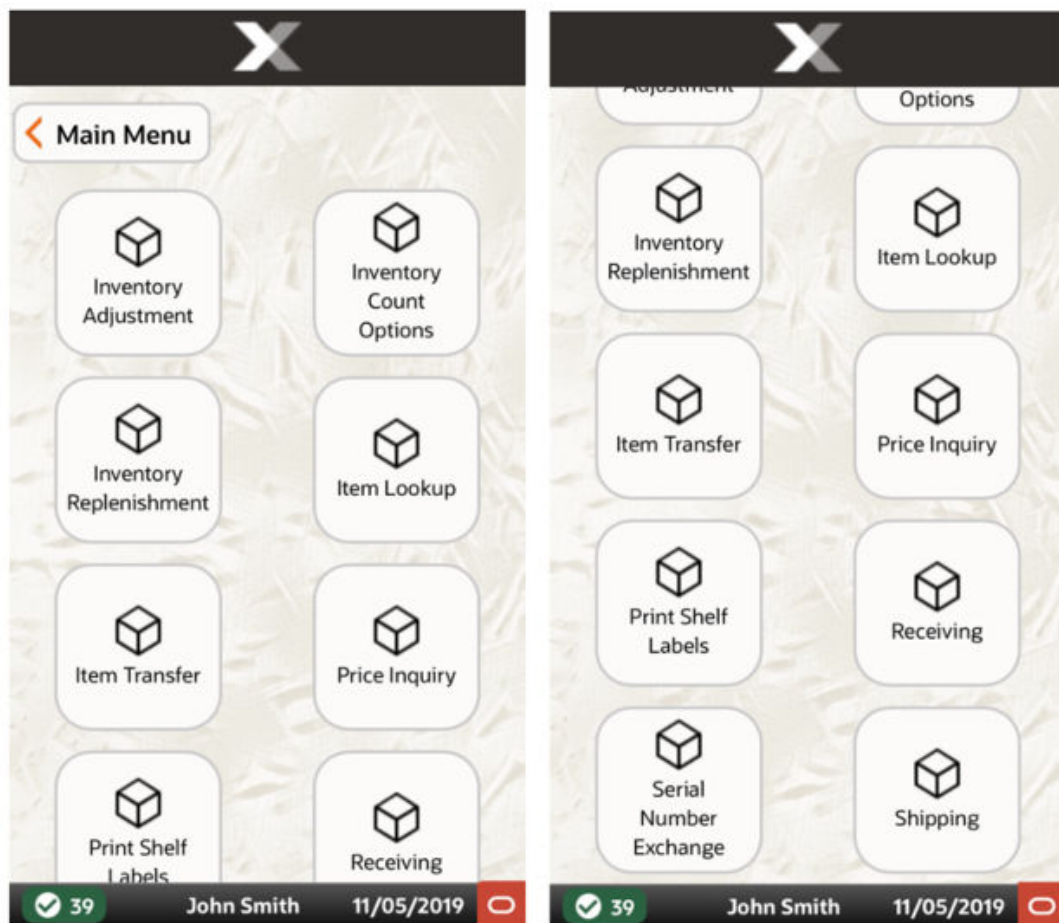 Main Menu
Inventory
Adjustment
Inventory
Count
Options
Inventory
Replenishment
Item Lookup
Item Transfer
Price Inquiry
Print Shelf
Labels
Receiving
39
John Smith
11/05/2019
Adjustment
Options
Inventory
Replenishment
Item Lookup
Item Transfer
Price Inquiry
Print Shelf
Labels
Receiving
Serial
Number
Exchange
Shipping
39
John Smith
11/05/2019